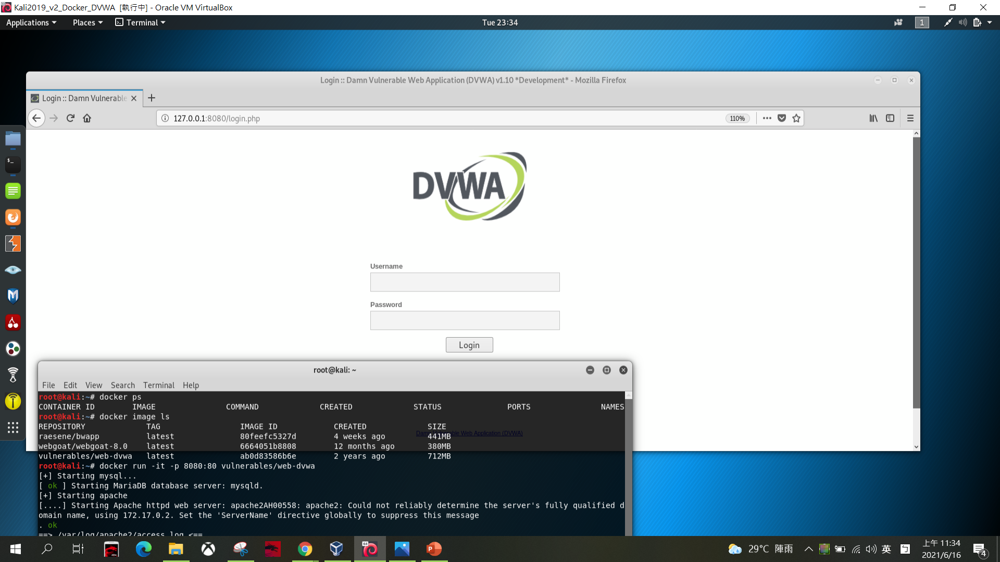 Kali2019_v2_Docker_DVWA [執行中] - Oracle VM VirtualBox
Applications Places Terminal Tue 23:34 1
Login :: Damn Vulnerable Web Application (DVWA) v1.10 *Development* - Mozilla Firefox
Login :: Damn Vulnerable
127.0.0.1:8080/login.php 110%
DVWA
Username
Password
Login
root@kali: ~
File Edit View Search Terminal Help
root@kali:~# docker ps
CONTAINER ID IMAGE COMMAND CREATED STATUS PORTS NAMES
root@kali:~# docker image ls
REPOSITORY TAG IMAGE ID CREATED SIZE
Damn Vulnerable Web Application (DVWA)
raesene/bwapp latest 80feefc5327d 4 weeks ago 441MB
webgoat/webgoat-8.0 latest 6664051b8808 12 months ago 380MB
vulnerables/web-dvwa latest ab0d83586b6e 2 years ago 712MB
root@kali:~# docker run -it -p 8080:80 vulnerables/web-dvwa
[+] Starting mysql...
[ ok ] Starting MariaDB database server: mysqld.
[+] Starting apache
[....] Starting Apache httpd web server: apache2AH00558: apache2: Could not reliably determine the server's fully qualified d
omain name, using 172.17.0.2. Set the 'ServerName' directive globally to suppress this message
. ok
==> /var/log/apache2/access.log <==
29°C 陣雨 英 上午 11:34
2021/6/16 4